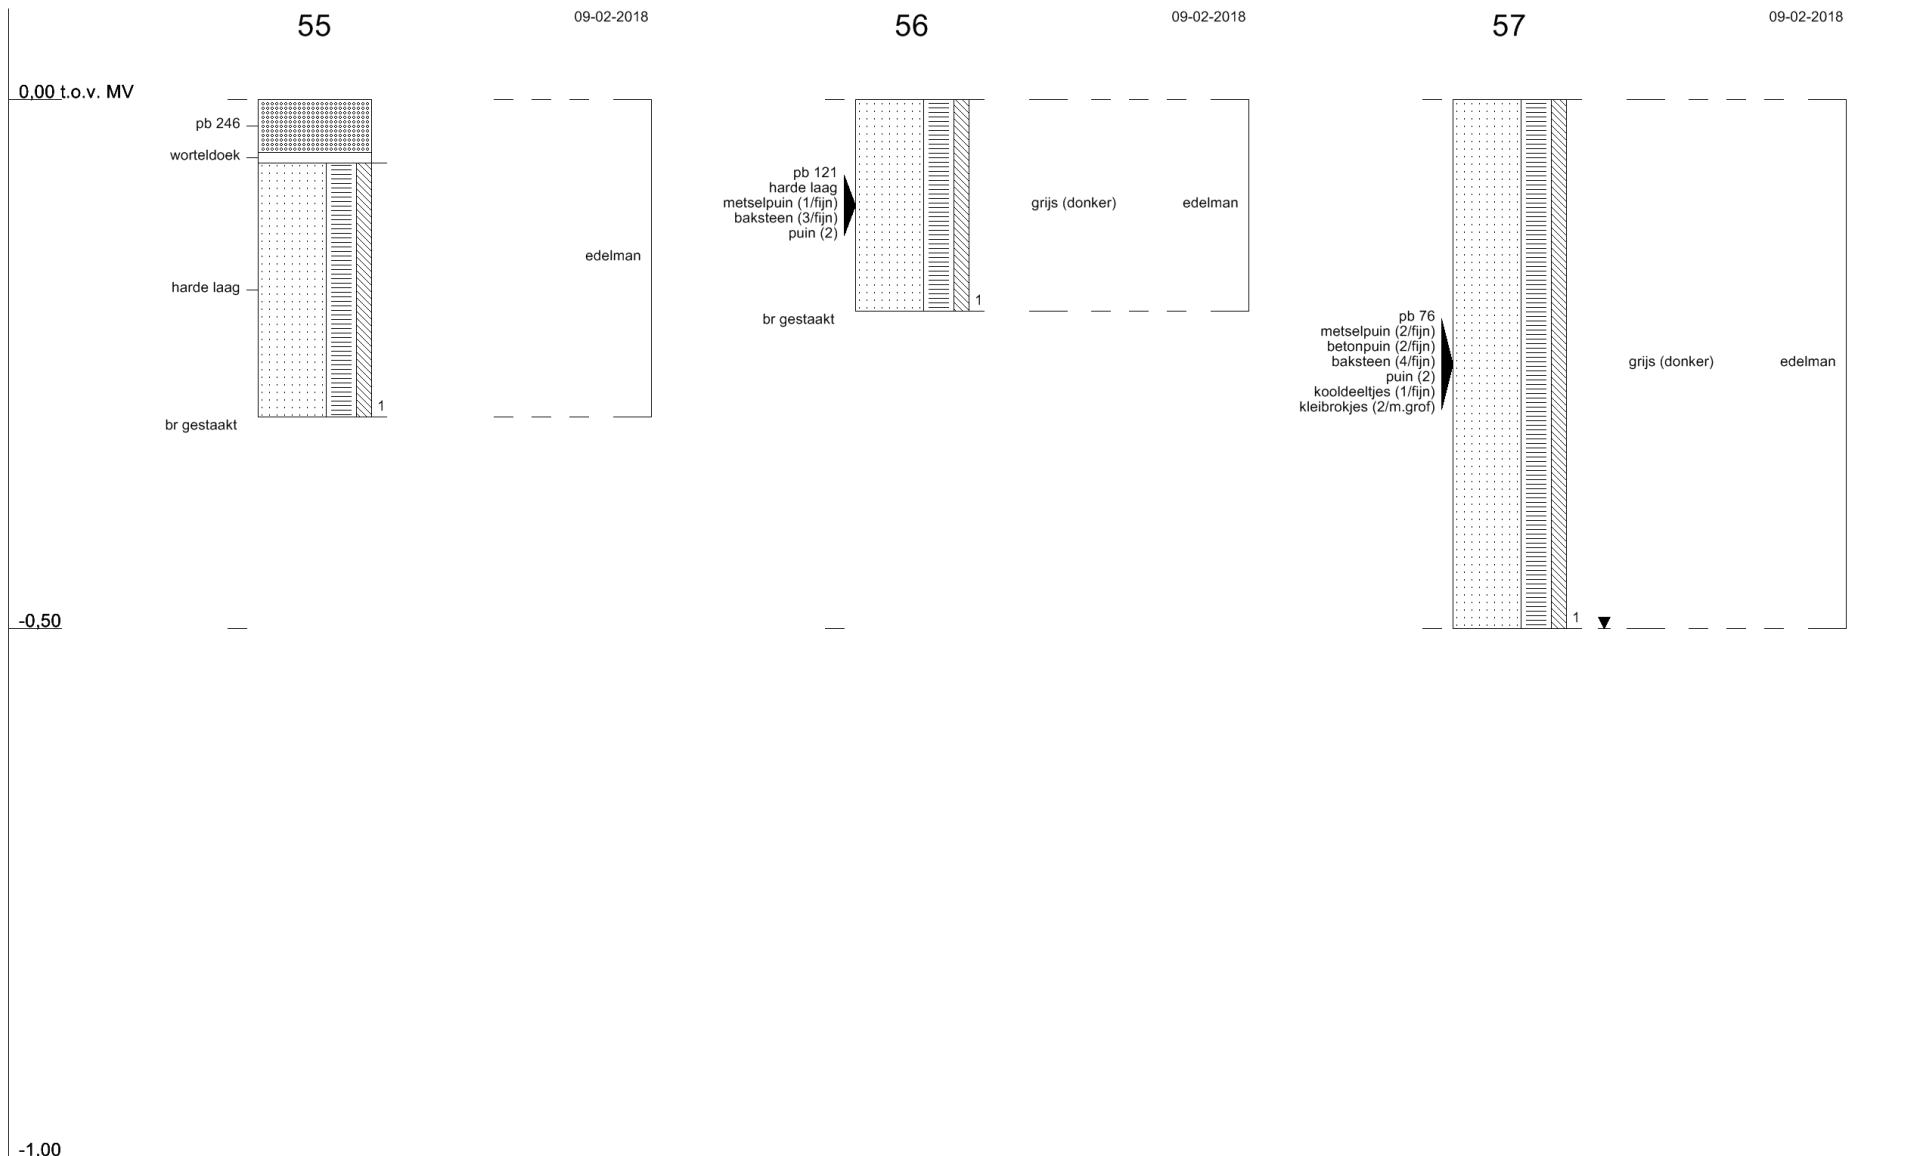 55
09-02-2018
56
09-02-2018
57
09-02-2018
0,00 t.o.v. MV
pb 246
worteldoek
harde laag
br gestaakt
1
edelman
pb 121
harde laag
metselpuin (1/fijn)
baksteen (3/fijn)
puin (2)
br gestaakt
1
grijs (donker)
edelman
pb 76
metselpuin (2/fijn)
betonpuin (2/fijn)
baksteen (4/fijn)
puin (2)
kooldeeltjes (1/fijn)
kleibrokjes (2/m.grof)
1
grijs (donker)
edelman
-0,50
-1,00